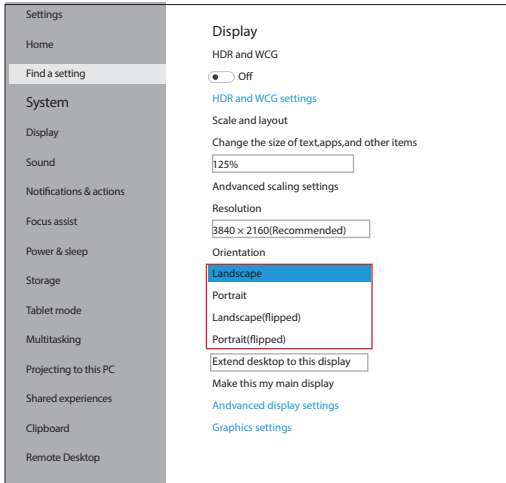 Settings
Home
Find a setting
System
Display
Sound
Notifications & actions
Focus assist
Power & sleep
Storage
Tablet mode
Multitasking
Projecting to this PC
Shared experiences
Clipboard
Remote Desktop
Display
HDR and WCG
Off
HDR and WCG settings
Scale and layout
Change the size of text,apps,and other items
125%
Andvanced scaling settings
Resolution
3840 × 2160(Recommended)
Orientation
Landscape
Portrait
Landscape(flipped)
Portrait(flipped)
Extend desktop to this display
Make this my main display
Andvanced display settings
Graphics settings